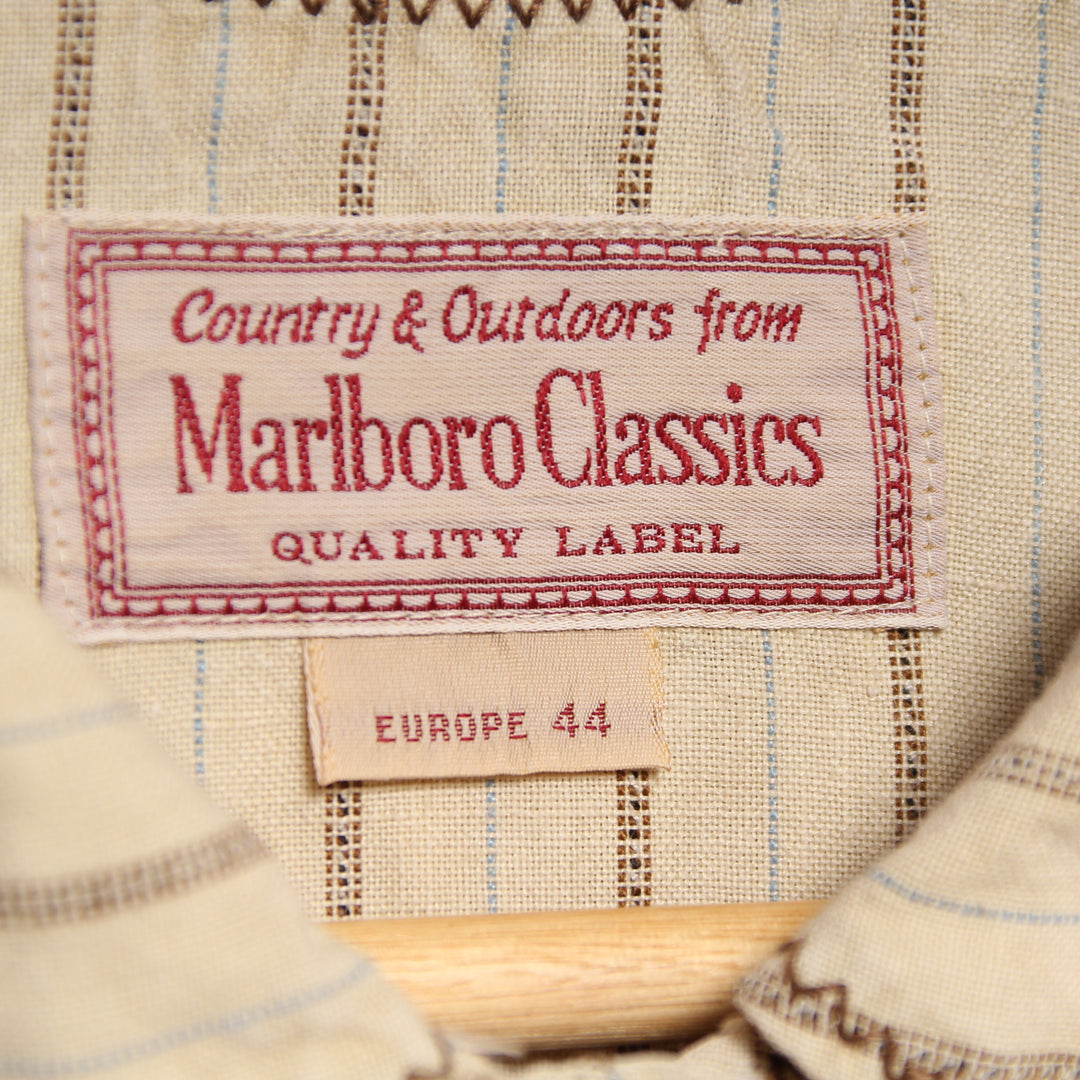 Country & Outdoors from
Marlboro Classics
QUALITY LABEL
EUROPE 44